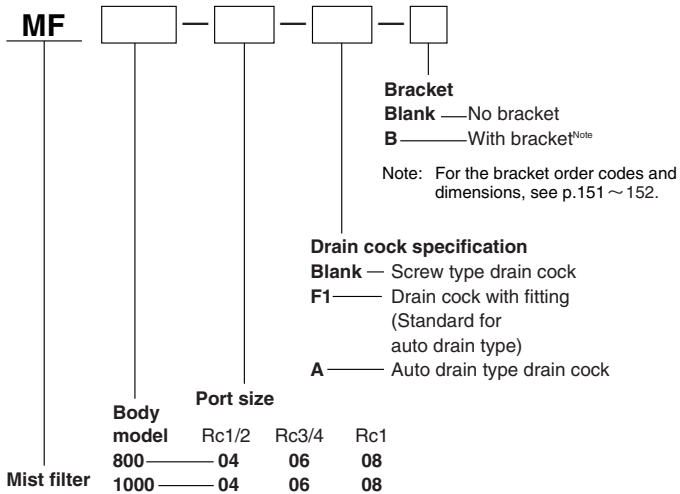 MF
Bracket
Blank No bracket
B With bracketNote
Note: For the bracket order codes and
dimensions, see p.151～152.
Drain cock specification
Blank Screw type drain cock
F1 Drain cock with fitting
(Standard for
auto drain type)
A Auto drain type drain cock
Port size
Body
model Rc1/2 Rc3/4 Rc1
800 04 06 08
Mist filter 1000 04 06 08